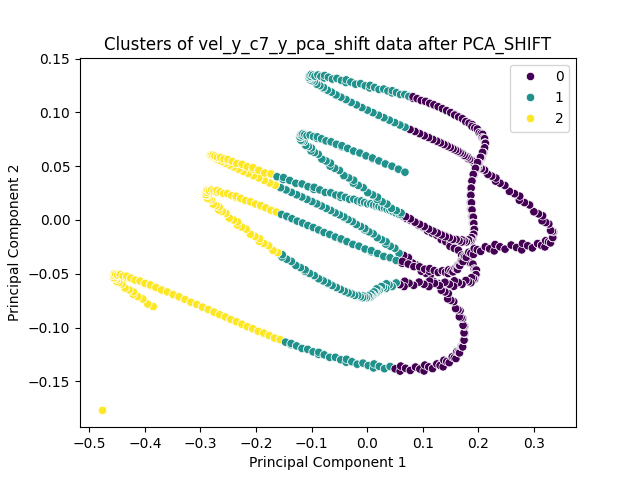 Clusters of vel_y_c7_y_pca_shift data after PCA_SHIFT
0
1
2
Principal Component 2
0.15
0.10
0.05
0.00
−0.05
−0.10
−0.15
−0.5 −0.4 −0.3 −0.2 −0.1 0.0 0.1 0.2 0.3
Principal Component 1